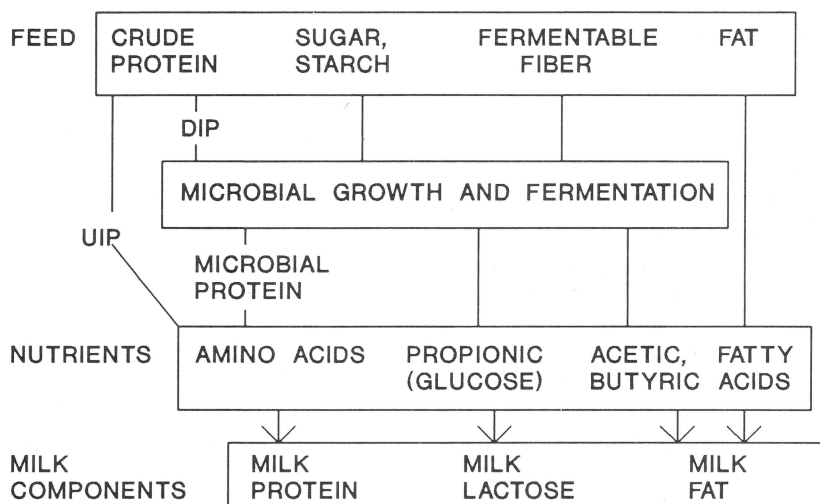 FEED CRUDE SUGAR, FERMENTABLE FAT
PROTEIN STARCH FIBER
DIP
MICROBIAL GROWTH AND FERMENTATION
UIP
MICROBIAL
PROTEIN
NUTRIENTS AMINO ACIDS PROPIONIC ACETIC, FATTY
(GLUCOSE) BUTYRIC ACIDS
MILK MILK MILK MILK
COMPONENTS PROTEIN LACTOSE FAT